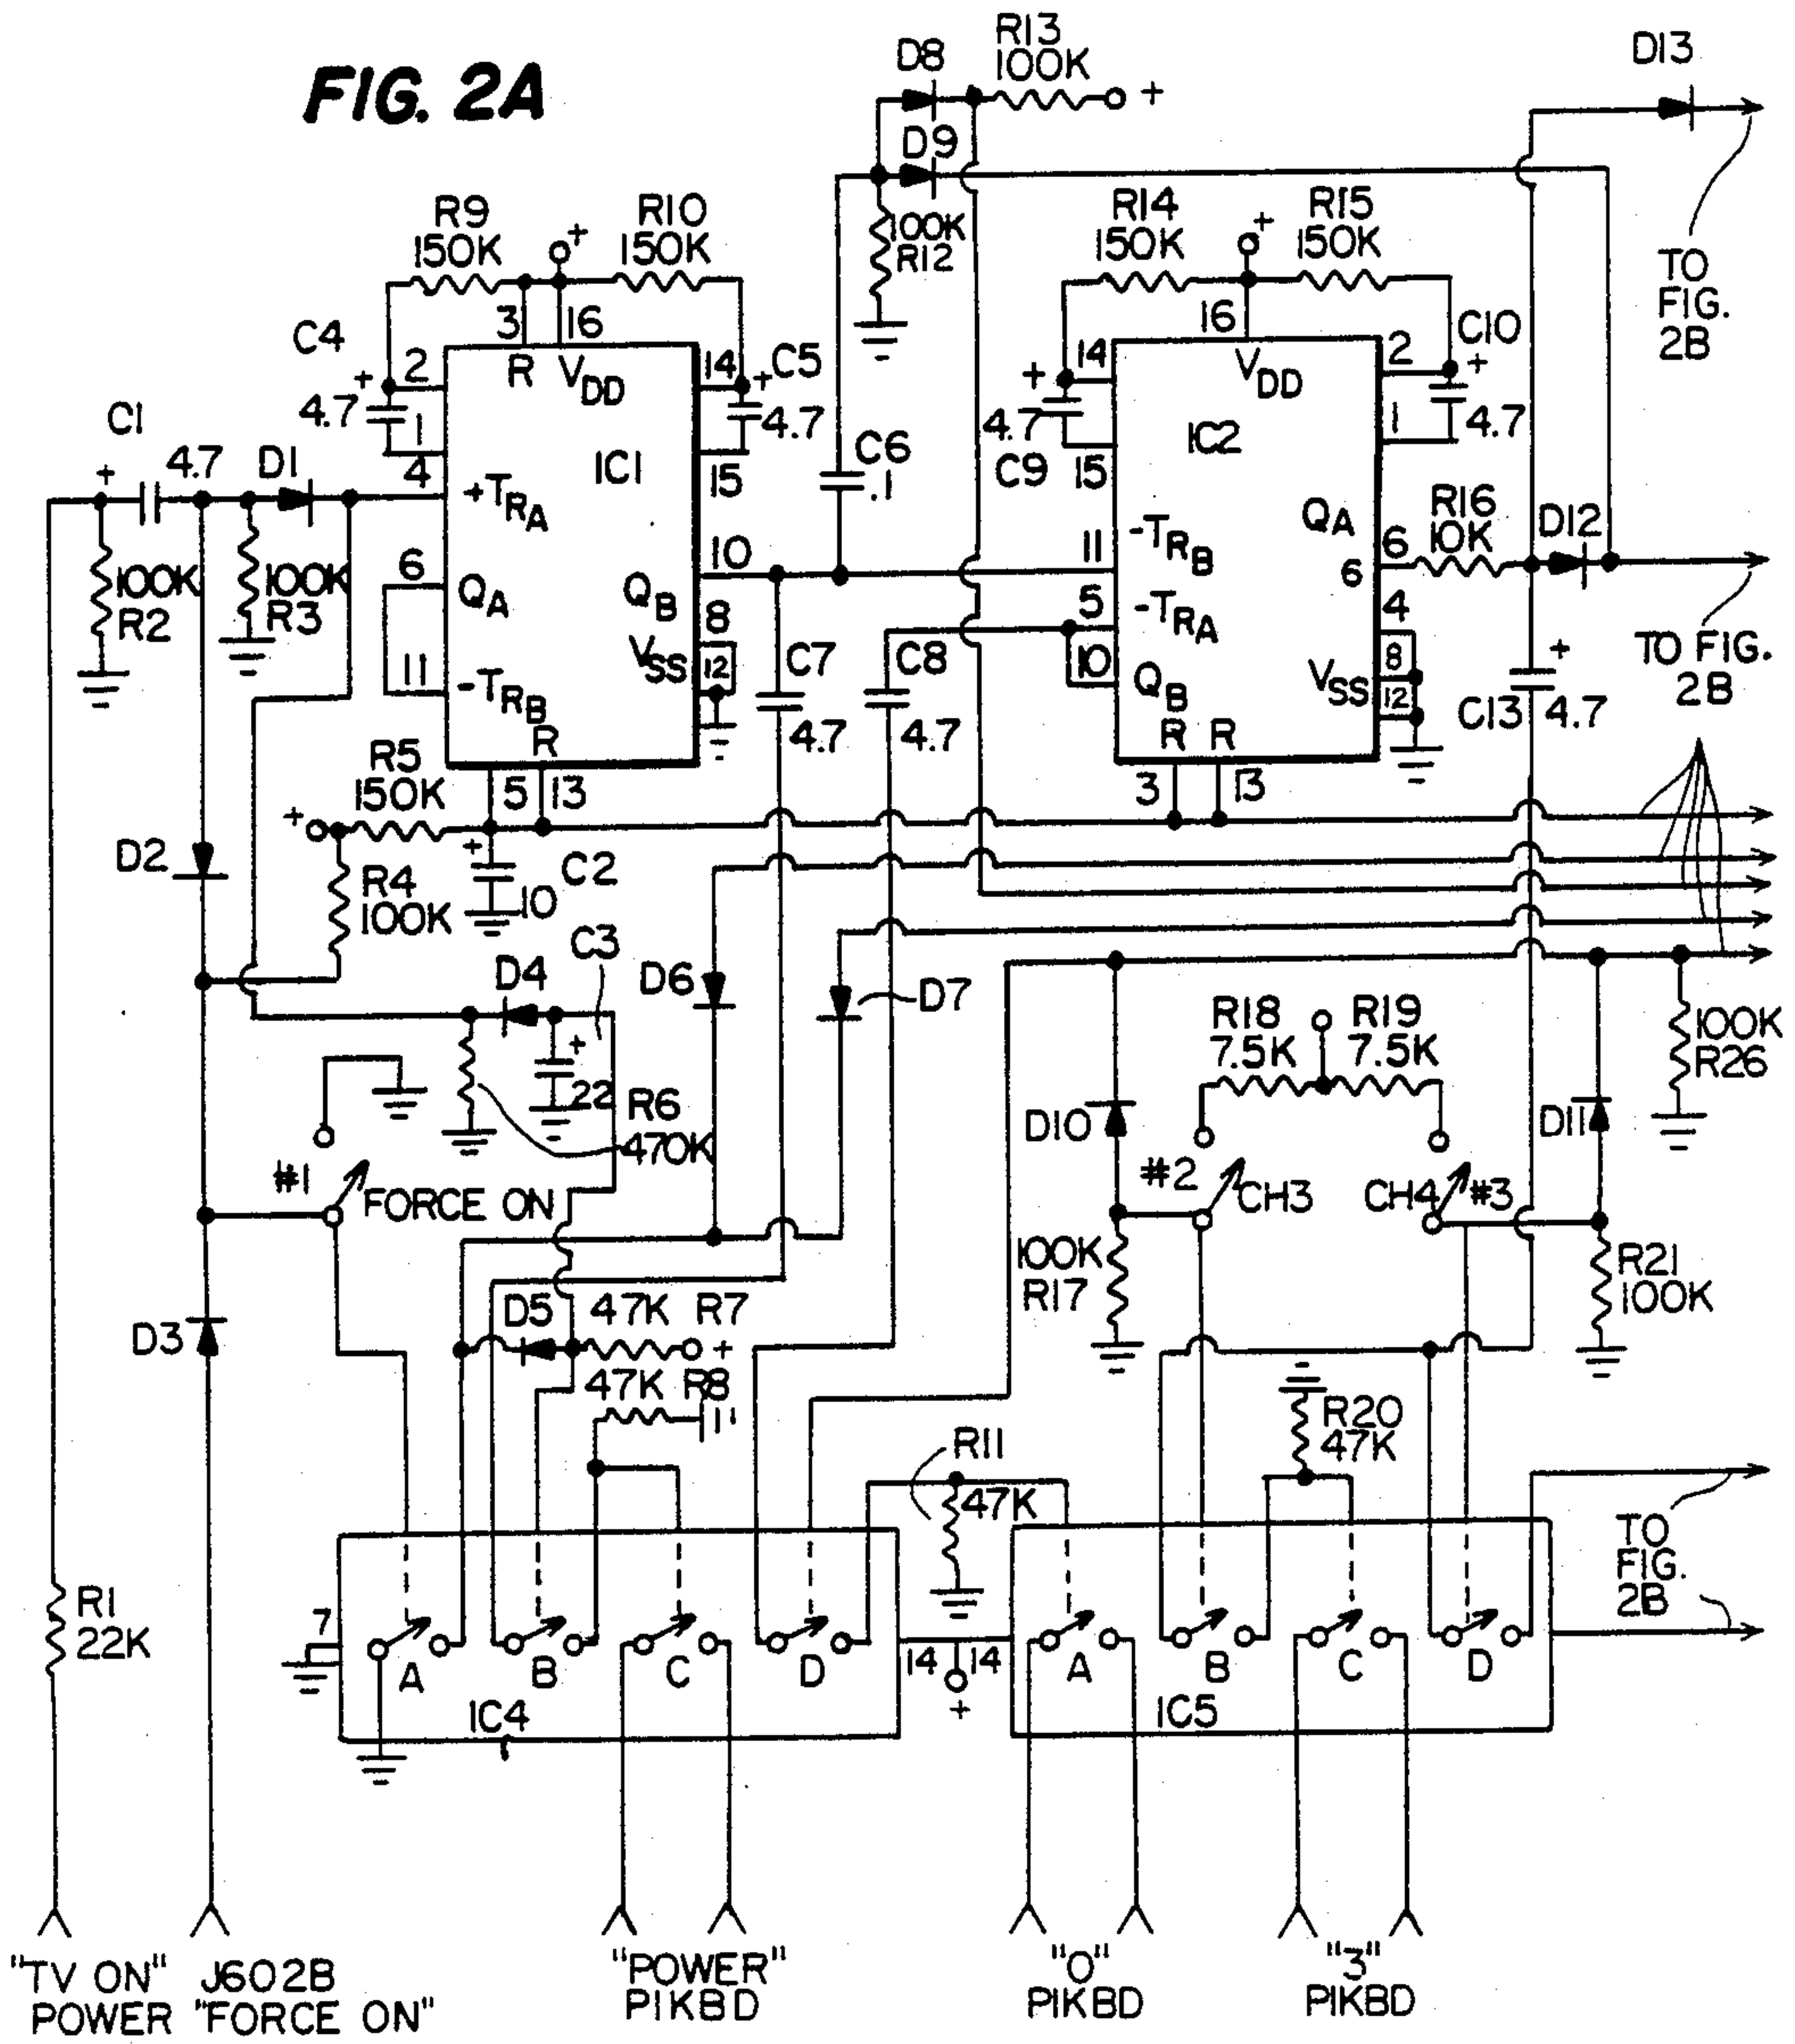 FIG. 2A
D8
R13
100K
+
D13
D9
100K
R12
R9
150K
+
R10
150K
R14
150K
+
R15
150K
TO
FIG.
2B
3
16
R
VDD
C4
+
2
4.7
1
14
+
C5
4.7
15
IC1
C1
+
4.7
D1
4
+TRA
100K
R2
100K
R3
6
QA
10
QB
8
VSS
12
11
-TRB
R
5
13
C6
.1
C7
4.7
C8
4.7
16
VDD
14
+
4.7
C9
15
IC2
2
C10
+
1
4.7
QA
6
6
R16
10K
D12
11
-TRB
5
-TRA
10
QB
4
8
VSS
12
R
R
3
13
C13
+
4.7
TO FIG.
2B
R5
150K
+
D2
R4
100K
+
C2
10
C3
D4
+
22
R6
470K
D6
D7
R18
7.5K
R19
7.5K
100K
R26
D10
D11
#1
FORCE ON
#2
CH3
CH4
#3
100K
R17
R21
100K
D3
D5
47K
R7
+
47K
R8
R11
47K
R20
47K
R1
22K
7
A
B
C
D
IC4
14
14
+
A
B
C
D
IC5
TO
FIG.
2B
"TV ON"
POWER
J602B
"FORCE ON"
"POWER"
P1KBD
"0"
P1KBD
"3"
P1KBD